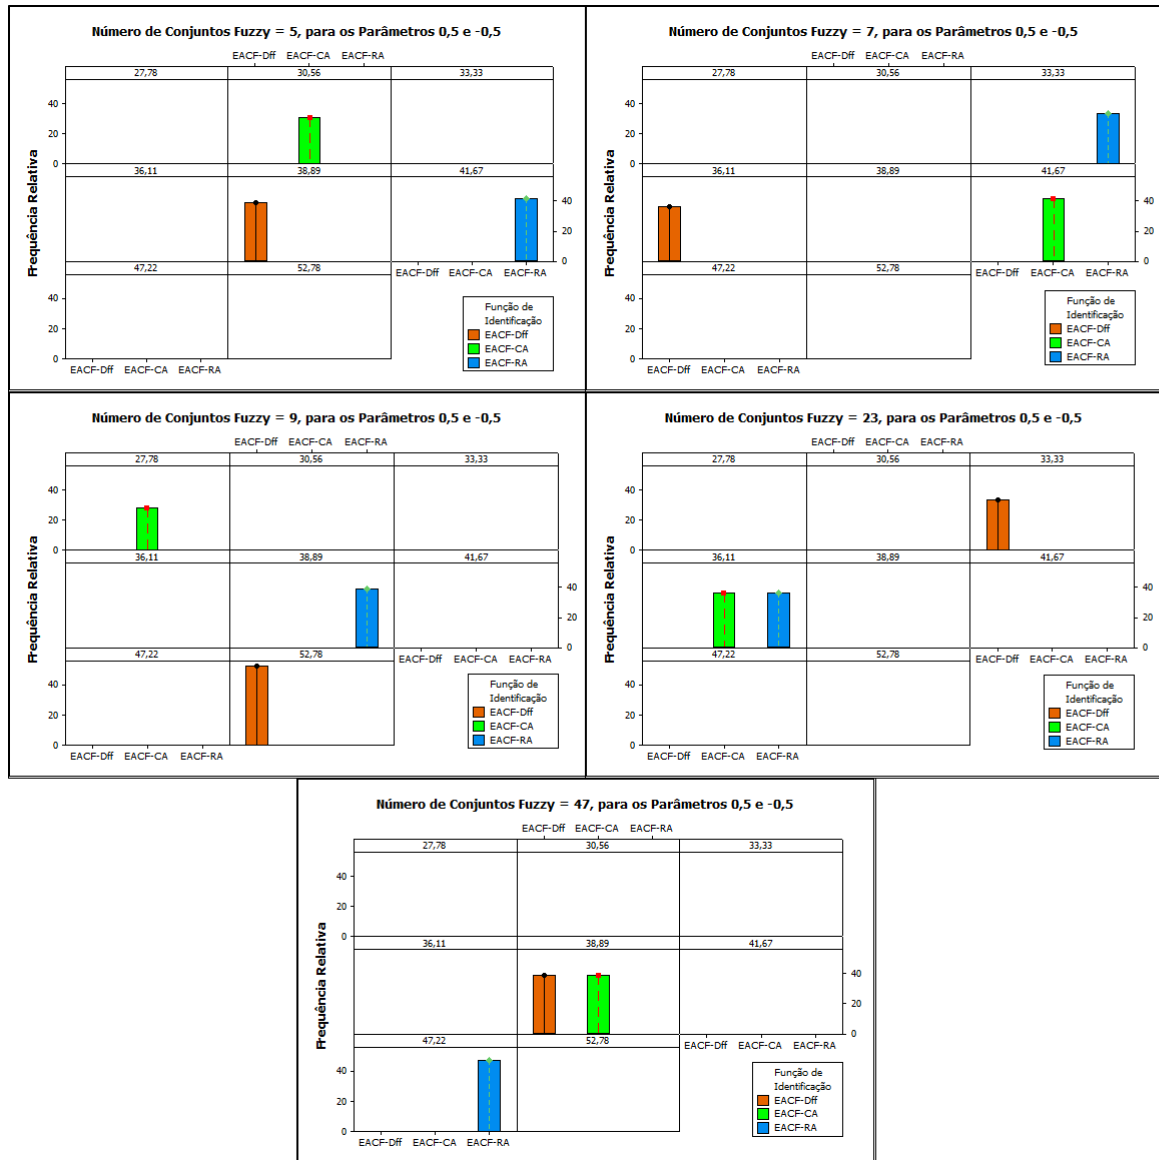 Número de Conjuntos Fuzzy = 5, para os Parâmetros 0,5 e -0,5
EACF-Dff EACF-CA EACF-RA
27,78 30,56 33,33
40
20
0
36,11 38,89 41,67
40
20
0
Frequência Relativa
47,22 52,78 EACF-Dff EACF-CA EACF-RA
40
20
0
Função de
Identificação
EACF-Dff
EACF-CA
EACF-RA
EACF-Dff EACF-CA EACF-RA
Número de Conjuntos Fuzzy = 7, para os Parâmetros 0,5 e -0,5
EACF-Dff EACF-CA EACF-RA
27,78 30,56 33,33
40
20
0
36,11 38,89 41,67
40
20
0
Frequência Relativa
47,22 52,78 EACF-Dff EACF-CA EACF-RA
40
20
0
Função de
Identificação
EACF-Dff
EACF-CA
EACF-RA
EACF-Dff EACF-CA EACF-RA
Número de Conjuntos Fuzzy = 9, para os Parâmetros 0,5 e -0,5
EACF-Dff EACF-CA EACF-RA
27,78 30,56 33,33
40
20
0
36,11 38,89 41,67
40
20
0
Frequência Relativa
47,22 52,78 EACF-Dff EACF-CA EACF-RA
40
20
0
Função de
Identificação
EACF-Dff
EACF-CA
EACF-RA
EACF-Dff EACF-CA EACF-RA
Número de Conjuntos Fuzzy = 23, para os Parâmetros 0,5 e -0,5
EACF-Dff EACF-CA EACF-RA
27,78 30,56 33,33
40
20
0
36,11 38,89 41,67
40
20
0
Frequência Relativa
47,22 52,78 EACF-Dff EACF-CA EACF-RA
40
20
0
Função de
Identificação
EACF-Dff
EACF-CA
EACF-RA
EACF-Dff EACF-CA EACF-RA
Número de Conjuntos Fuzzy = 47, para os Parâmetros 0,5 e -0,5
EACF-Dff EACF-CA EACF-RA
27,78 30,56 33,33
40
20
0
36,11 38,89 41,67
40
20
0
Frequência Relativa
47,22 52,78 EACF-Dff EACF-CA EACF-RA
40
20
0
Função de
Identificação
EACF-Dff
EACF-CA
EACF-RA
EACF-Dff EACF-CA EACF-RA